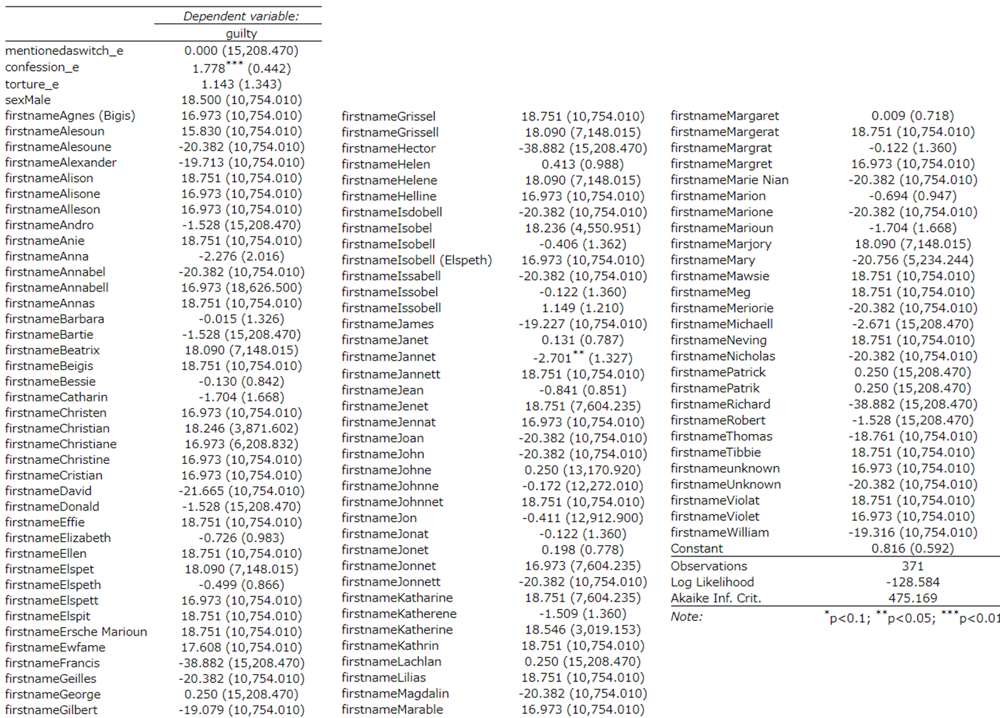 Dependent variable:
guilty
mentionedaswitch_e 0.000 (15,208.470)
confession_e 1.778*** (0.442)
torture_e 1.143 (1.343)
sexMale 18.500 (10,754.010)
firstnameAgnes (Bigis) 16.973 (10,754.010)
firstnameAlesoun 15.830 (10,754.010)
firstnameAlesoune -20.382 (10,754.010)
firstnameAlexander -19.713 (10,754.010)
firstnameAlison 18.751 (10,754.010)
firstnameAlisone 16.973 (10,754.010)
firstnameAlleson 16.973 (10,754.010)
firstnameAndro -1.528 (15,208.470)
firstnameAnie 18.751 (10,754.010)
firstnameAnna -2.276 (2.016)
firstnameAnnabel -20.382 (10,754.010)
firstnameAnnabell 16.973 (18,626.500)
firstnameAnnas 18.751 (10,754.010)
firstnameBarbara -0.015 (1.326)
firstnameBartie -1.528 (15,208.470)
firstnameBeatrix 18.090 (7,148.015)
firstnameBeigis 18.751 (10,754.010)
firstnameBessie -0.130 (0.842)
firstnameCatharin -1.704 (1.668)
firstnameChristen 16.973 (10,754.010)
firstnameChristian 18.246 (3,871.602)
firstnameChristiane 16.973 (6,208.832)
firstnameChristine 16.973 (10,754.010)
firstnameCristian 16.973 (10,754.010)
firstnameDavid -21.665 (10,754.010)
firstnameDonald -1.528 (15,208.470)
firstnameEffie 18.751 (10,754.010)
firstnameElizabeth -0.726 (0.983)
firstnameEllen 18.751 (10,754.010)
firstnameElspet 18.090 (7,148.015)
firstnameElspeth -0.499 (0.866)
firstnameElspett 16.973 (10,754.010)
firstnameElspit 18.751 (10,754.010)
firstnameErsche Marioun 18.751 (10,754.010)
firstnameEwfame 17.608 (10,754.010)
firstnameFrancis -38.882 (15,208.470)
firstnameGeilles -20.382 (10,754.010)
firstnameGeorge 0.250 (15,208.470)
firstnameGilbert -19.079 (10,754.010)
firstnameGrissel 18.751 (10,754.010)
firstnameGrissell 18.090 (7,148.015)
firstnameHector -38.882 (15,208.470)
firstnameHelen 0.413 (0.988)
firstnameHelene 18.090 (7,148.015)
firstnameHelline 16.973 (10,754.010)
firstnameIsdobell -20.382 (10,754.010)
firstnameIsobel 18.236 (4,550.951)
firstnameIsobell -0.406 (1.362)
firstnameIsobell (Elspeth) 16.973 (10,754.010)
firstnameIssabell -20.382 (10,754.010)
firstnameIssobel -0.122 (1.360)
firstnameIssobell 1.149 (1.210)
firstnameJames -19.227 (10,754.010)
firstnameJanet 0.131 (0.787)
firstnameJannet -2.701** (1.327)
firstnameJannett 18.751 (10,754.010)
firstnameJean -0.841 (0.851)
firstnameJenet 18.751 (7,604.235)
firstnameJennat 16.973 (10,754.010)
firstnameJoan -20.382 (10,754.010)
firstnameJohn -20.382 (10,754.010)
firstnameJohne 0.250 (13,170.920)
firstnameJohnne -0.172 (12,272.010)
firstnameJohnnet 18.751 (10,754.010)
firstnameJon -0.411 (12,912.900)
firstnameJonat -0.122 (1.360)
firstnameJonet 0.198 (0.778)
firstnameJonnet 16.973 (7,604.235)
firstnameJonnett -20.382 (10,754.010)
firstnameKatharine 18.751 (7,604.235)
firstnameKatherene -1.509 (1.360)
firstnameKatherine 18.546 (3,019.153)
firstnameKathrin 18.751 (10,754.010)
firstnameLachlan 0.250 (15,208.470)
firstnameLilias 18.751 (10,754.010)
firstnameMagdalin -20.382 (10,754.010)
firstnameMarable 16.973 (10,754.010)
firstnameMargaret 0.009 (0.718)
firstnameMargerat 18.751 (10,754.010)
firstnameMargrat -0.122 (1.360)
firstnameMargret 16.973 (10,754.010)
firstnameMarie Nian -20.382 (10,754.010)
firstnameMarion -0.694 (0.947)
firstnameMarione -20.382 (10,754.010)
firstnameMarioun -1.704 (1.668)
firstnameMarjory 18.090 (7,148.015)
firstnameMary -20.756 (5,234.244)
firstnameMawsie 18.751 (10,754.010)
firstnameMeg 18.751 (10,754.010)
firstnameMeriorie -20.382 (10,754.010)
firstnameMichaell -2.671 (15,208.470)
firstnameNeving 18.751 (10,754.010)
firstnameNicholas -20.382 (10,754.010)
firstnamePatrick 0.250 (15,208.470)
firstnamePatrik 0.250 (15,208.470)
firstnameRichard -38.882 (15,208.470)
firstnameRobert -1.528 (15,208.470)
firstnameThomas -18.761 (10,754.010)
firstnameTibbie 18.751 (10,754.010)
firstnameunknown 16.973 (10,754.010)
firstnameUnknown -20.382 (10,754.010)
firstnameViolat 18.751 (10,754.010)
firstnameViolet 16.973 (10,754.010)
firstnameWilliam -19.316 (10,754.010)
Constant 0.816 (0.592)
Observations 371
Log Likelihood -128.584
Akaike Inf. Crit. 475.169
Note: *p<0.1; **p<0.05; ***p<0.01